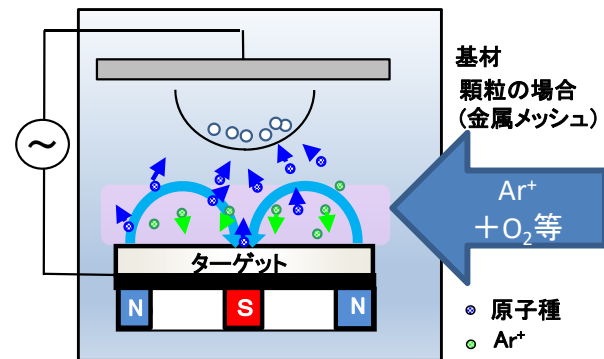 基材
顆粒の場合
(金属メッシュ)
～
Ar⁺
＋O₂等
ターゲット
N
S
N
原子種
Ar⁺